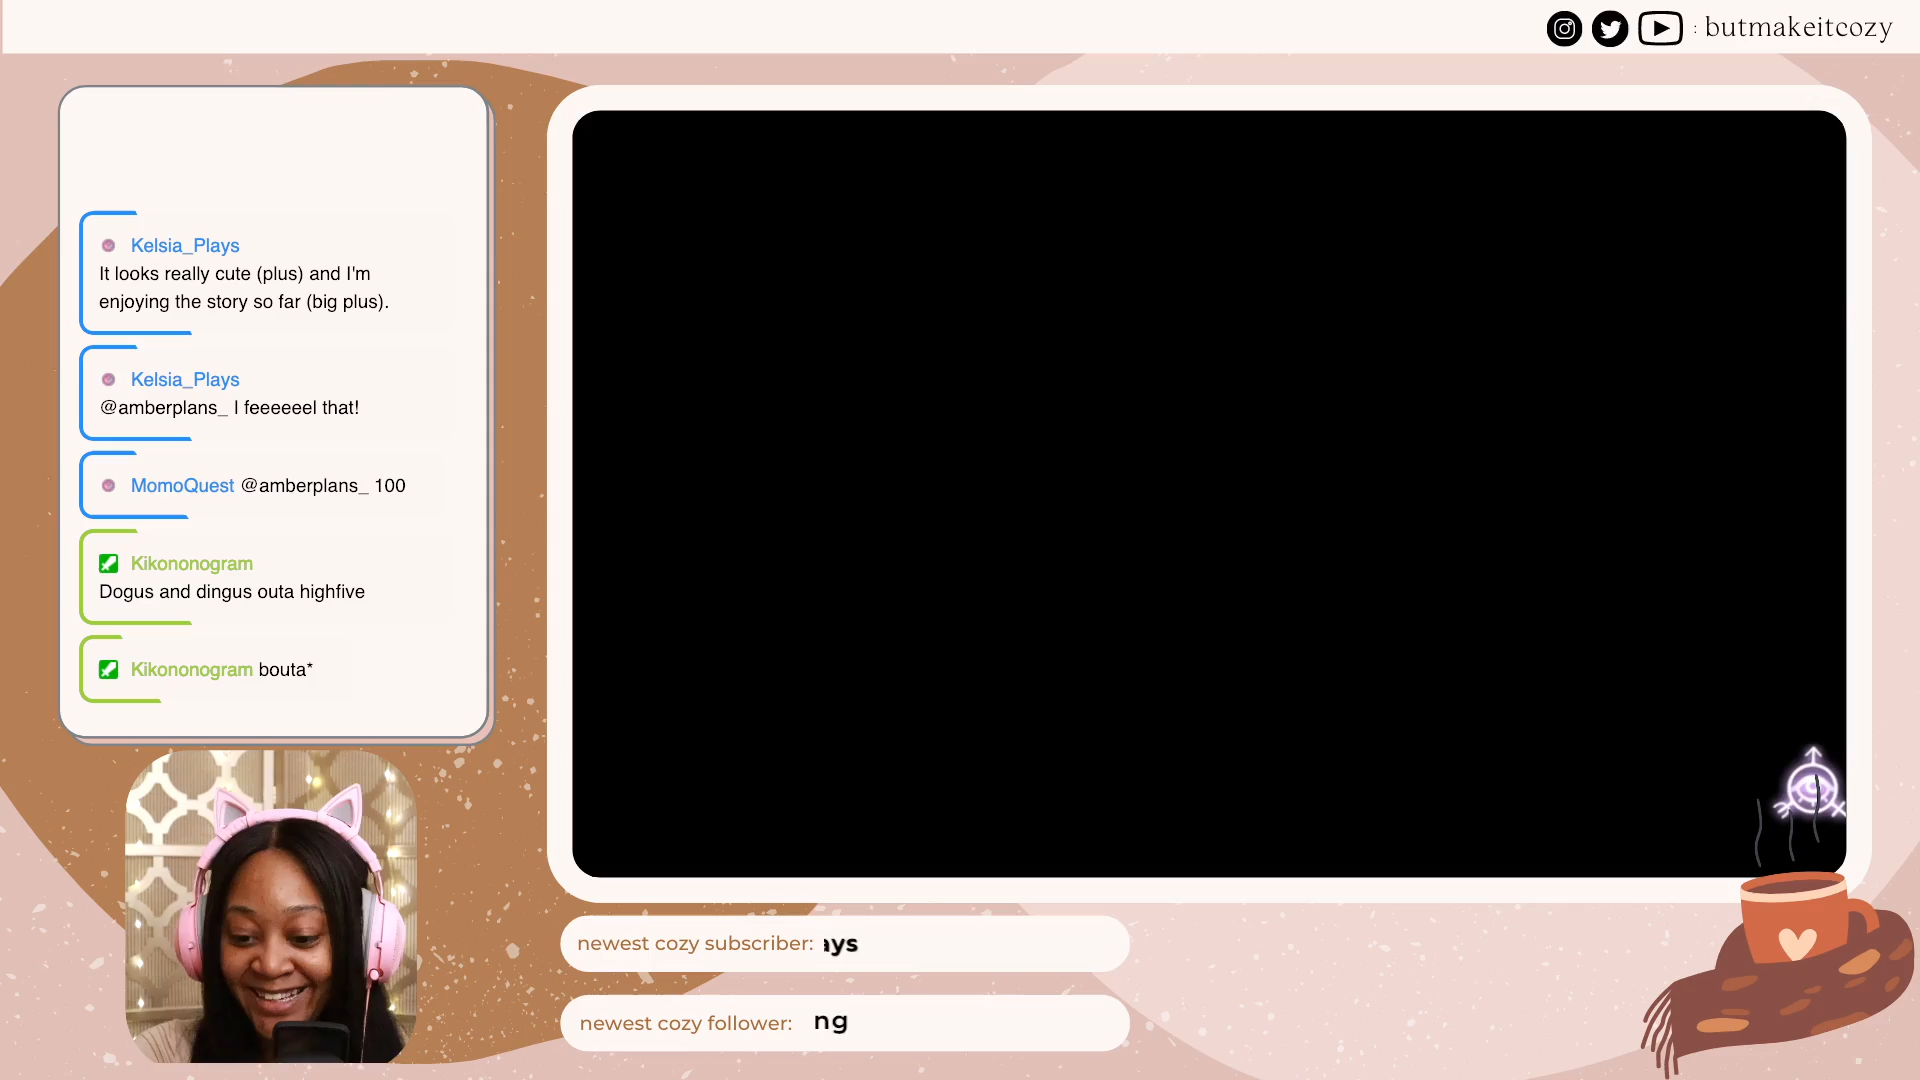 : butmakeitcozy
Kelsia_Plays
It looks really cute (plus) and I'm
enjoying the story so far (big plus).
Kelsia_Plays
@amberplans_ I feeeeeel that!
MomoQuest @amberplans_ 100
Kikononogram
Dogus and dingus outa highfive
Kikononogram bouta*
newest cozy subscriber: ays
newest cozy follower: ng